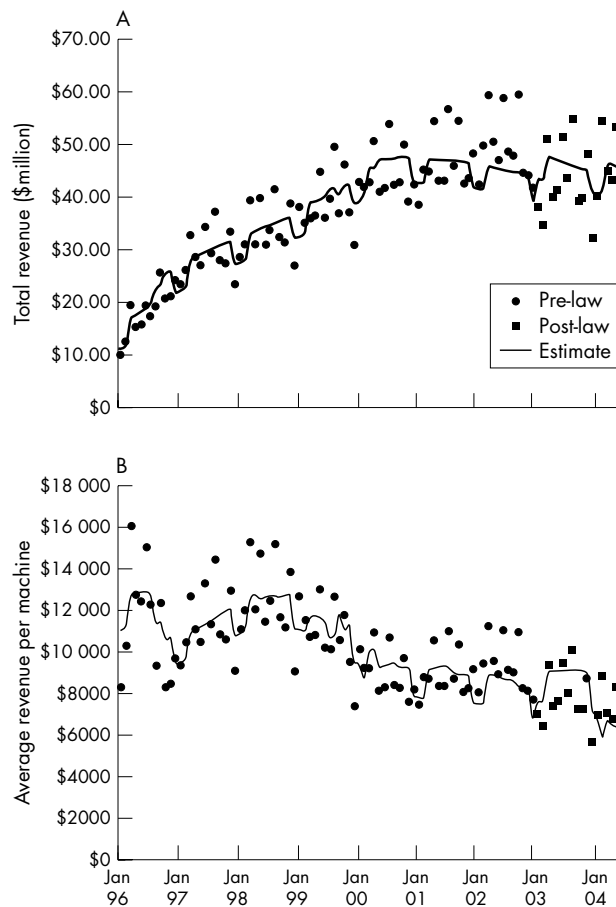 A
$70.00
$60.00
$50.00
$40.00
$30.00
$20.00
$10.00
$0
Total revenue ($million)
Pre-law
Post-law
Estimate
B
$18 000
$16 000
$14 000
$12 000
$10 000
$8000
$6000
$4000
$2000
$0
Average revenue per machine
Jan Jan Jan Jan Jan Jan Jan Jan Jan
96 97 98 99 00 01 02 03 04